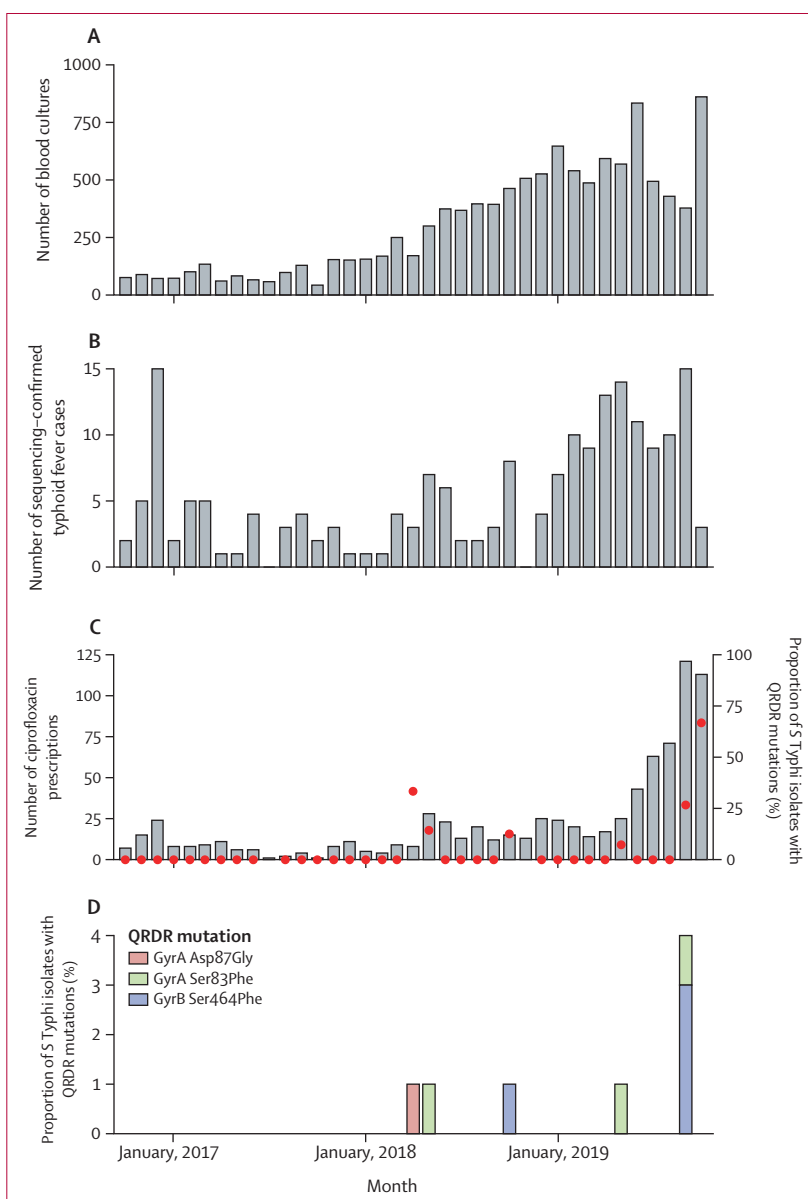 A
Number of blood cultures
1000
750
500
250
0
B
Number of sequencing–confirmed
typhoid fever cases
15
10
5
0
C
Number of ciprofloxacin
prescriptions
125
100
75
50
25
0
100
75
50
25
0
Proportion of S Typhi isolates with
QRDR mutations (%)
D
Proportion of S Typhi isolates with
QRDR mutations (%)
4
3
2
1
0
QRDR mutation
GyrA Asp87Gly
GyrA Ser83Phe
GyrB Ser464Phe
January, 2017
January, 2018
January, 2019
Month